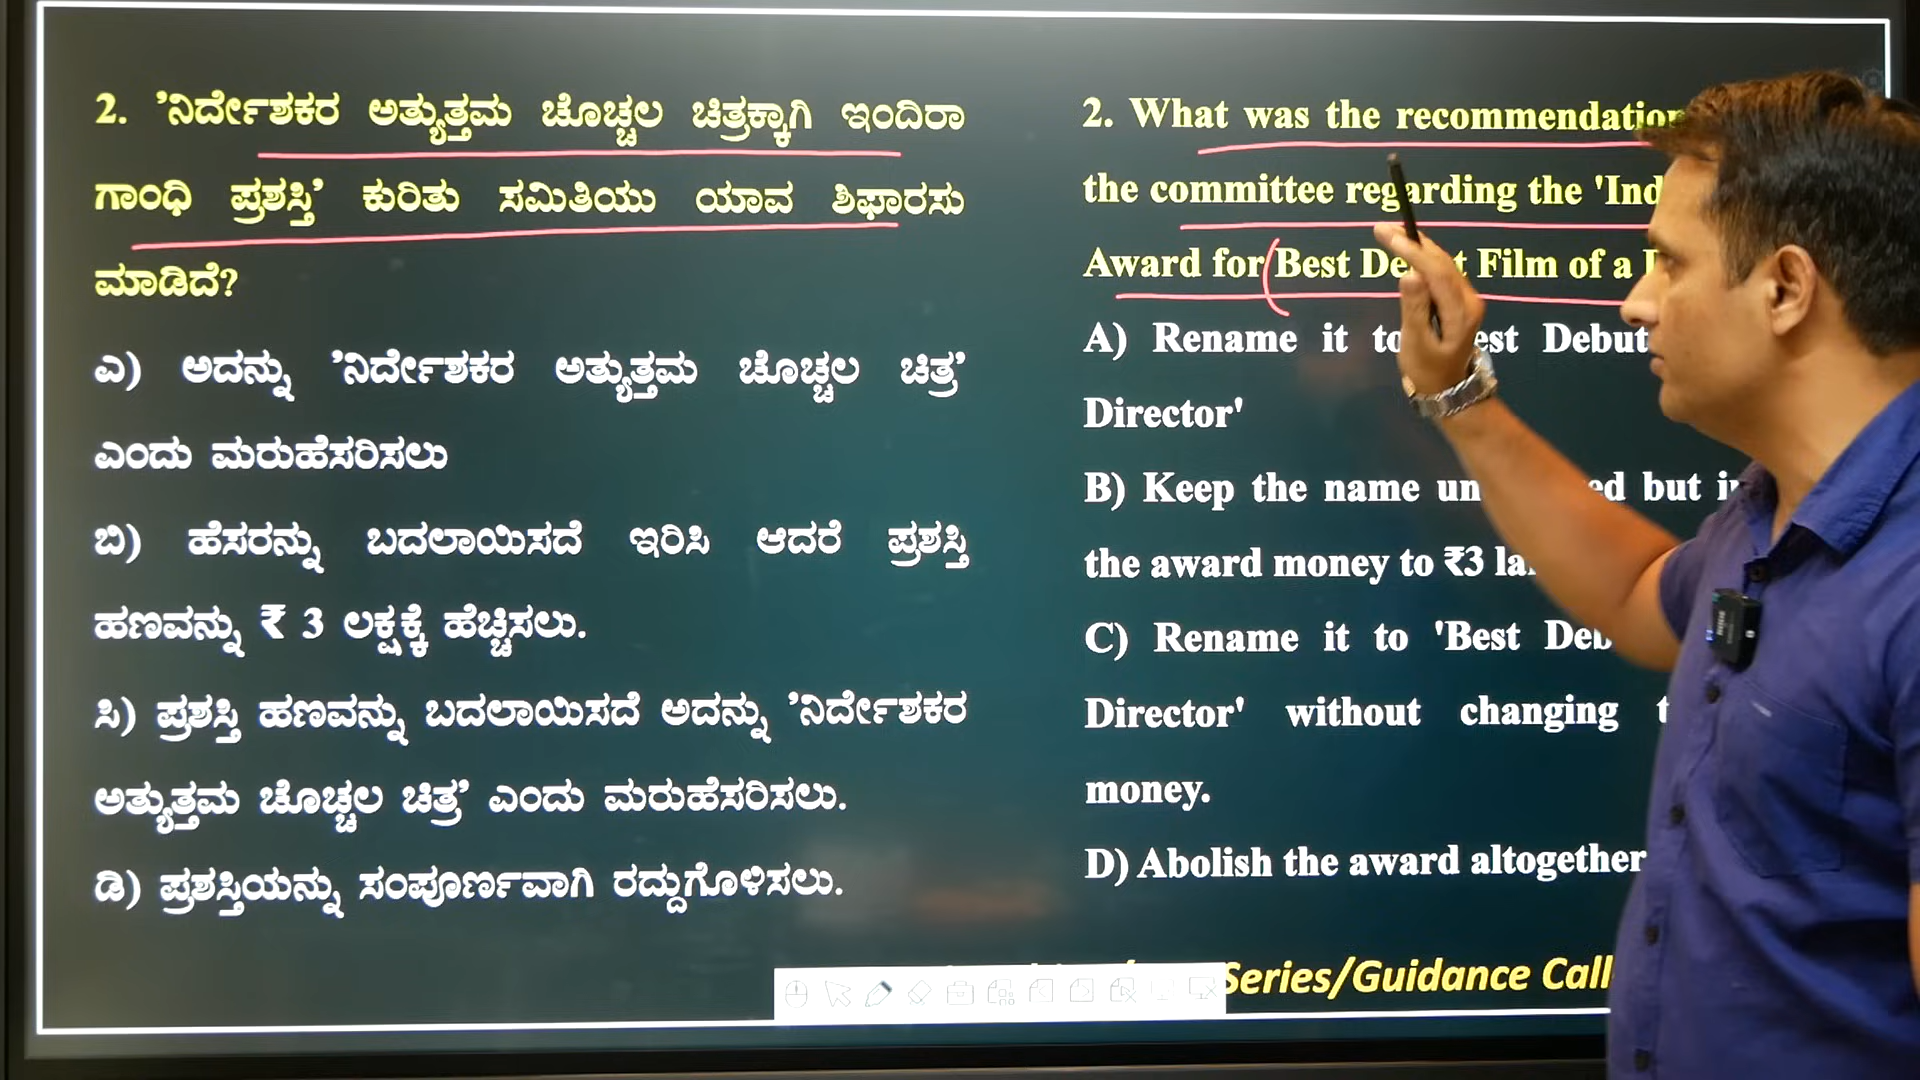 2. 'ನಿರ್ದೇಶಕರ ಅತ್ಯುತ್ತಮ ಚೊಚ್ಚಲ ಚಿತ್ರಕ್ಕಾಗಿ ಇಂದಿರಾ
ಗಾಂಧಿ ಪ್ರಶಸ್ತಿ' ಕುರಿತು ಸಮಿತಿಯು ಯಾವ ಶಿಫಾರಸು
ಮಾಡಿದೆ?
ಎ) ಅದನ್ನು 'ನಿರ್ದೇಶಕರ ಅತ್ಯುತ್ತಮ ಚೊಚ್ಚಲ ಚಿತ್ರ'
ಎಂದು ಮರುಹೆಸರಿಸಲು
ಬಿ) ಹೆಸರನ್ನು ಬದಲಾಯಿಸದೆ ಇರಿಸಿ ಆದರೆ ಪ್ರಶಸ್ತಿ
ಹಣವನ್ನು ₹ 3 ಲಕ್ಷಕ್ಕೆ ಹೆಚ್ಚಿಸಲು.
ಸಿ) ಪ್ರಶಸ್ತಿ ಹಣವನ್ನು ಬದಲಾಯಿಸದೆ ಅದನ್ನು 'ನಿರ್ದೇಶಕರ
ಅತ್ಯುತ್ತಮ ಚೊಚ್ಚಲ ಚಿತ್ರ' ಎಂದು ಮರುಹೆಸರಿಸಲು.
ಡಿ) ಪ್ರಶಸ್ತಿಯನ್ನು ಸಂಪೂರ್ಣವಾಗಿ ರದ್ದುಗೊಳಿಸಲು.
2. What was the recommendation
the committee regarding the
Award for Best Film of a
A) Rename it to Debut
Director'
B) Keep the name but
the award money to ₹3
C) Rename it to 'Best
Director' without changing
money.
D) Abolish the award altogether
Series/Guidance Call